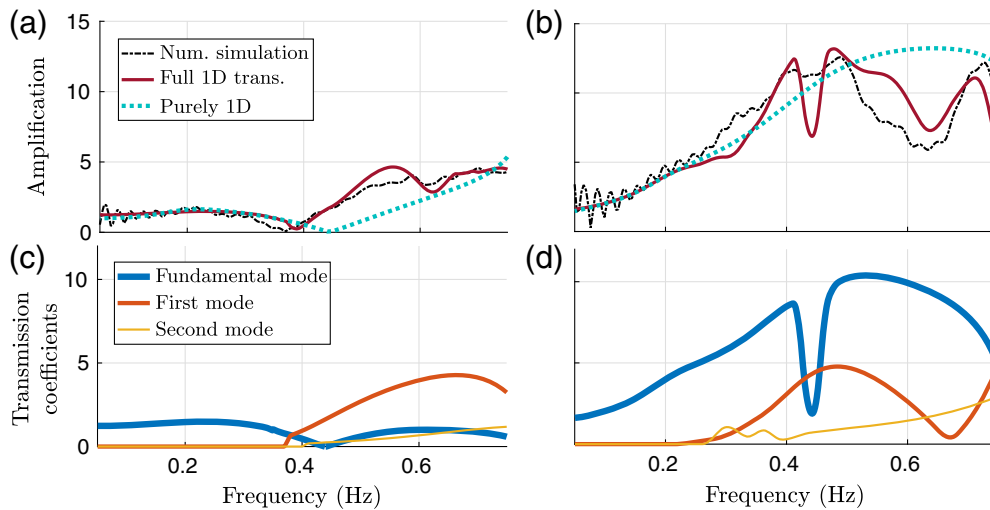 (a)
15
10
5
0
Amplification
Num. simulation
Full 1D trans.
Purely 1D
(b)
(c)
10
5
0
Transmission
coefficients
Fundamental mode
First mode
Second mode
0.2
0.4
0.6
Frequency (Hz)
(d)
0.2
0.4
0.6
Frequency (Hz)